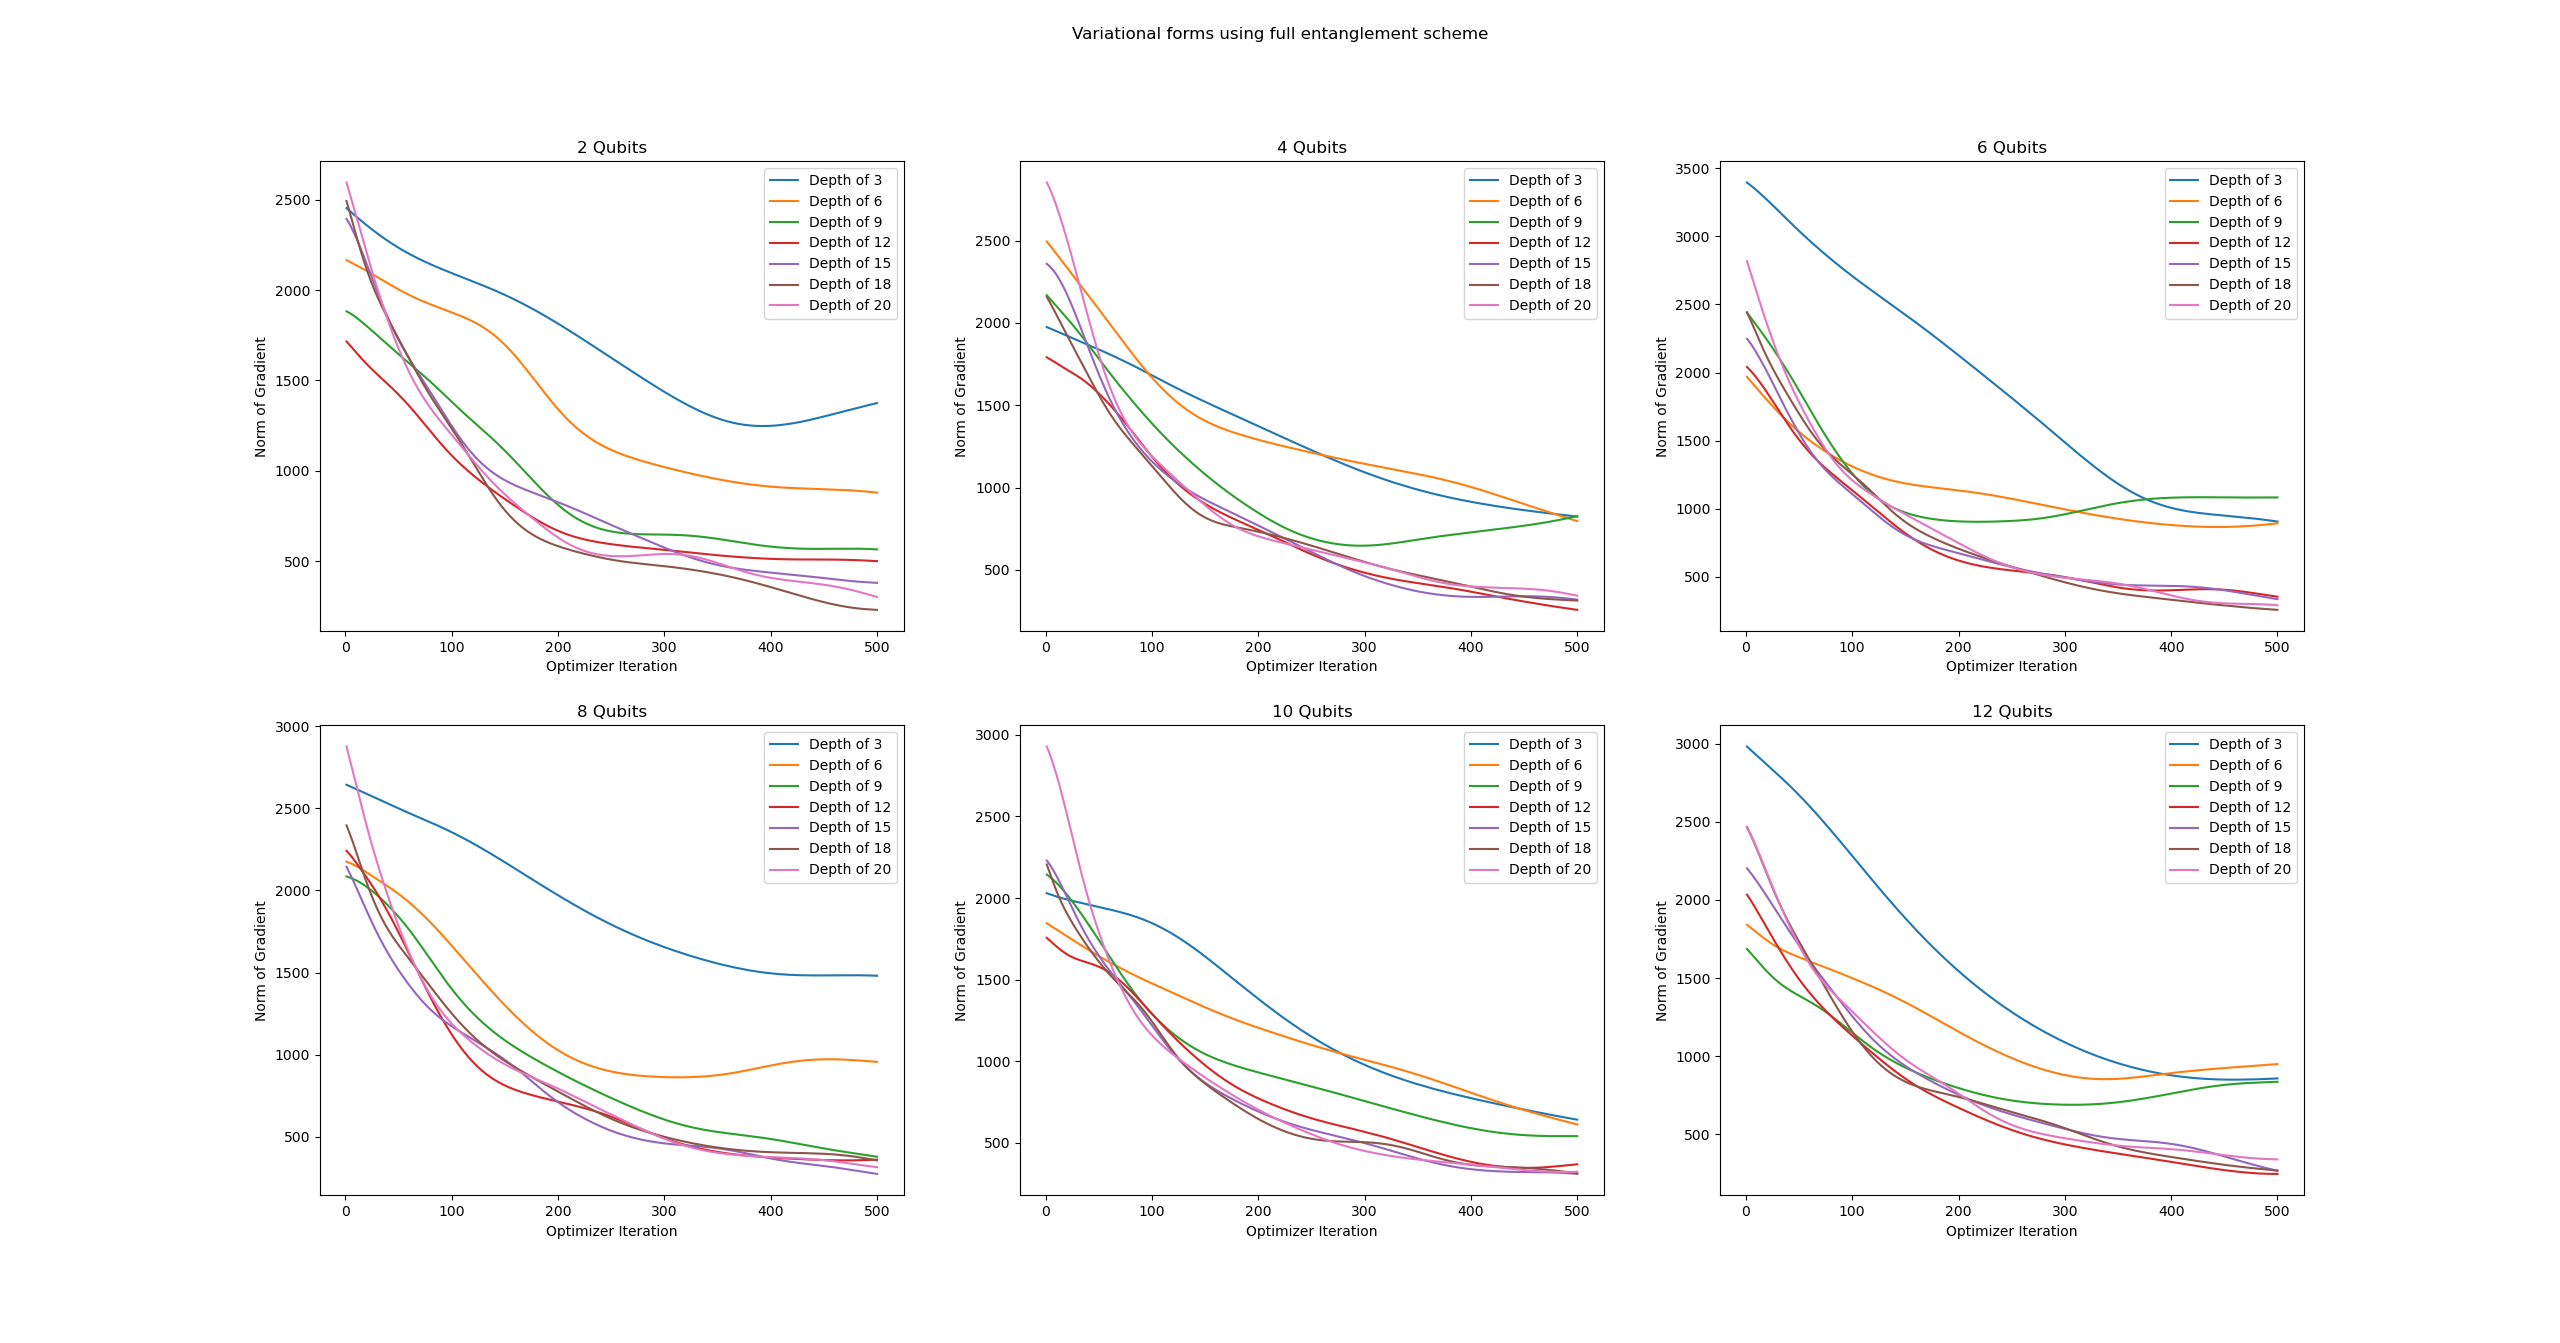 Variational forms using full entanglement scheme
2 Qubits
Norm of Gradient
2500
2000
1500
1000
500
0 100 200 300 400 500
Optimizer Iteration
Depth of 3
Depth of 6
Depth of 9
Depth of 12
Depth of 15
Depth of 18
Depth of 20
4 Qubits
Norm of Gradient
2500
2000
1500
1000
500
0 100 200 300 400 500
Optimizer Iteration
Depth of 3
Depth of 6
Depth of 9
Depth of 12
Depth of 15
Depth of 18
Depth of 20
6 Qubits
Norm of Gradient
3500
3000
2500
2000
1500
1000
500
0 100 200 300 400 500
Optimizer Iteration
Depth of 3
Depth of 6
Depth of 9
Depth of 12
Depth of 15
Depth of 18
Depth of 20
8 Qubits
Norm of Gradient
3000
2500
2000
1500
1000
500
0 100 200 300 400 500
Optimizer Iteration
Depth of 3
Depth of 6
Depth of 9
Depth of 12
Depth of 15
Depth of 18
Depth of 20
10 Qubits
Norm of Gradient
3000
2500
2000
1500
1000
500
0 100 200 300 400 500
Optimizer Iteration
Depth of 3
Depth of 6
Depth of 9
Depth of 12
Depth of 15
Depth of 18
Depth of 20
12 Qubits
Norm of Gradient
3000
2500
2000
1500
1000
500
0 100 200 300 400 500
Optimizer Iteration
Depth of 3
Depth of 6
Depth of 9
Depth of 12
Depth of 15
Depth of 18
Depth of 20